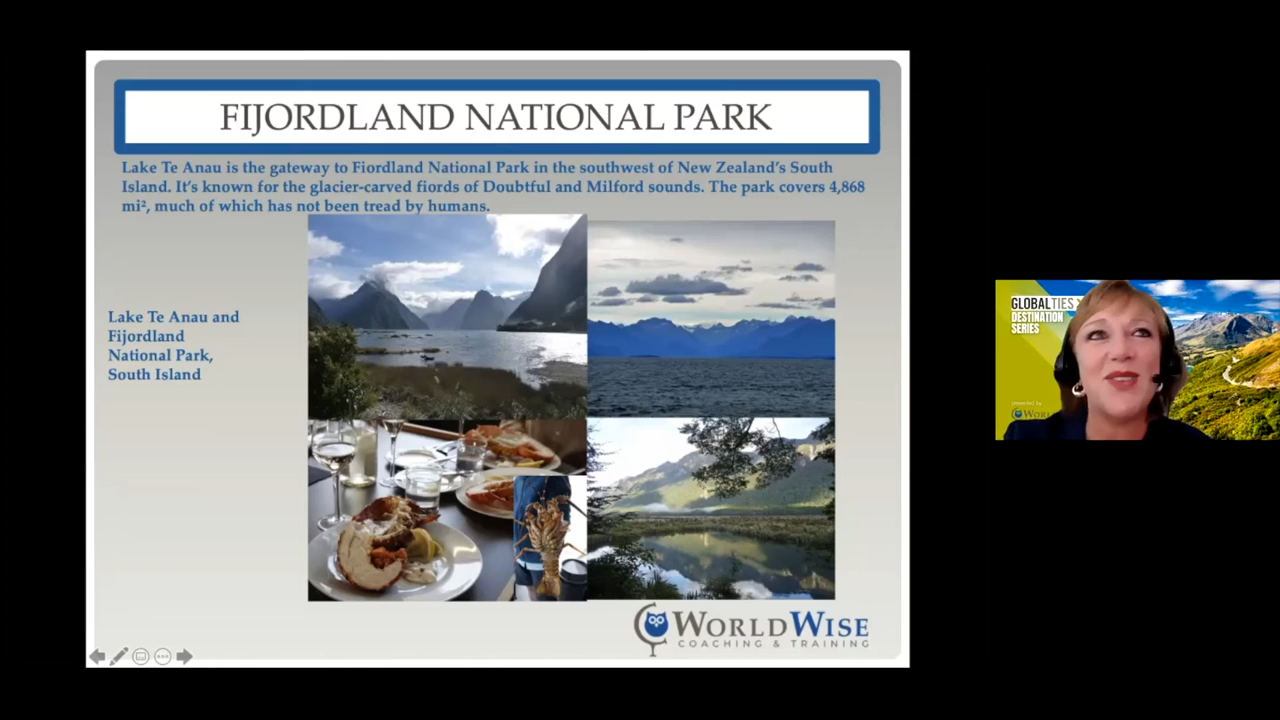 FIJORDLAND NATIONAL PARK
Lake Te Anau is the gateway to Fiordland National Park in the southwest of New Zealand's South
Island. It's known for the glacier-carved fiords of Doubtful and Milford sounds. The park covers 4,868
mi², much of which has not been tread by humans.
Lake Te Anau and
Fijordland
National Park,
South Island
WORLDWISE
COACHING & TRAINING
GLOBALTIES
DESTINATION
SERIES
presented by
WORL